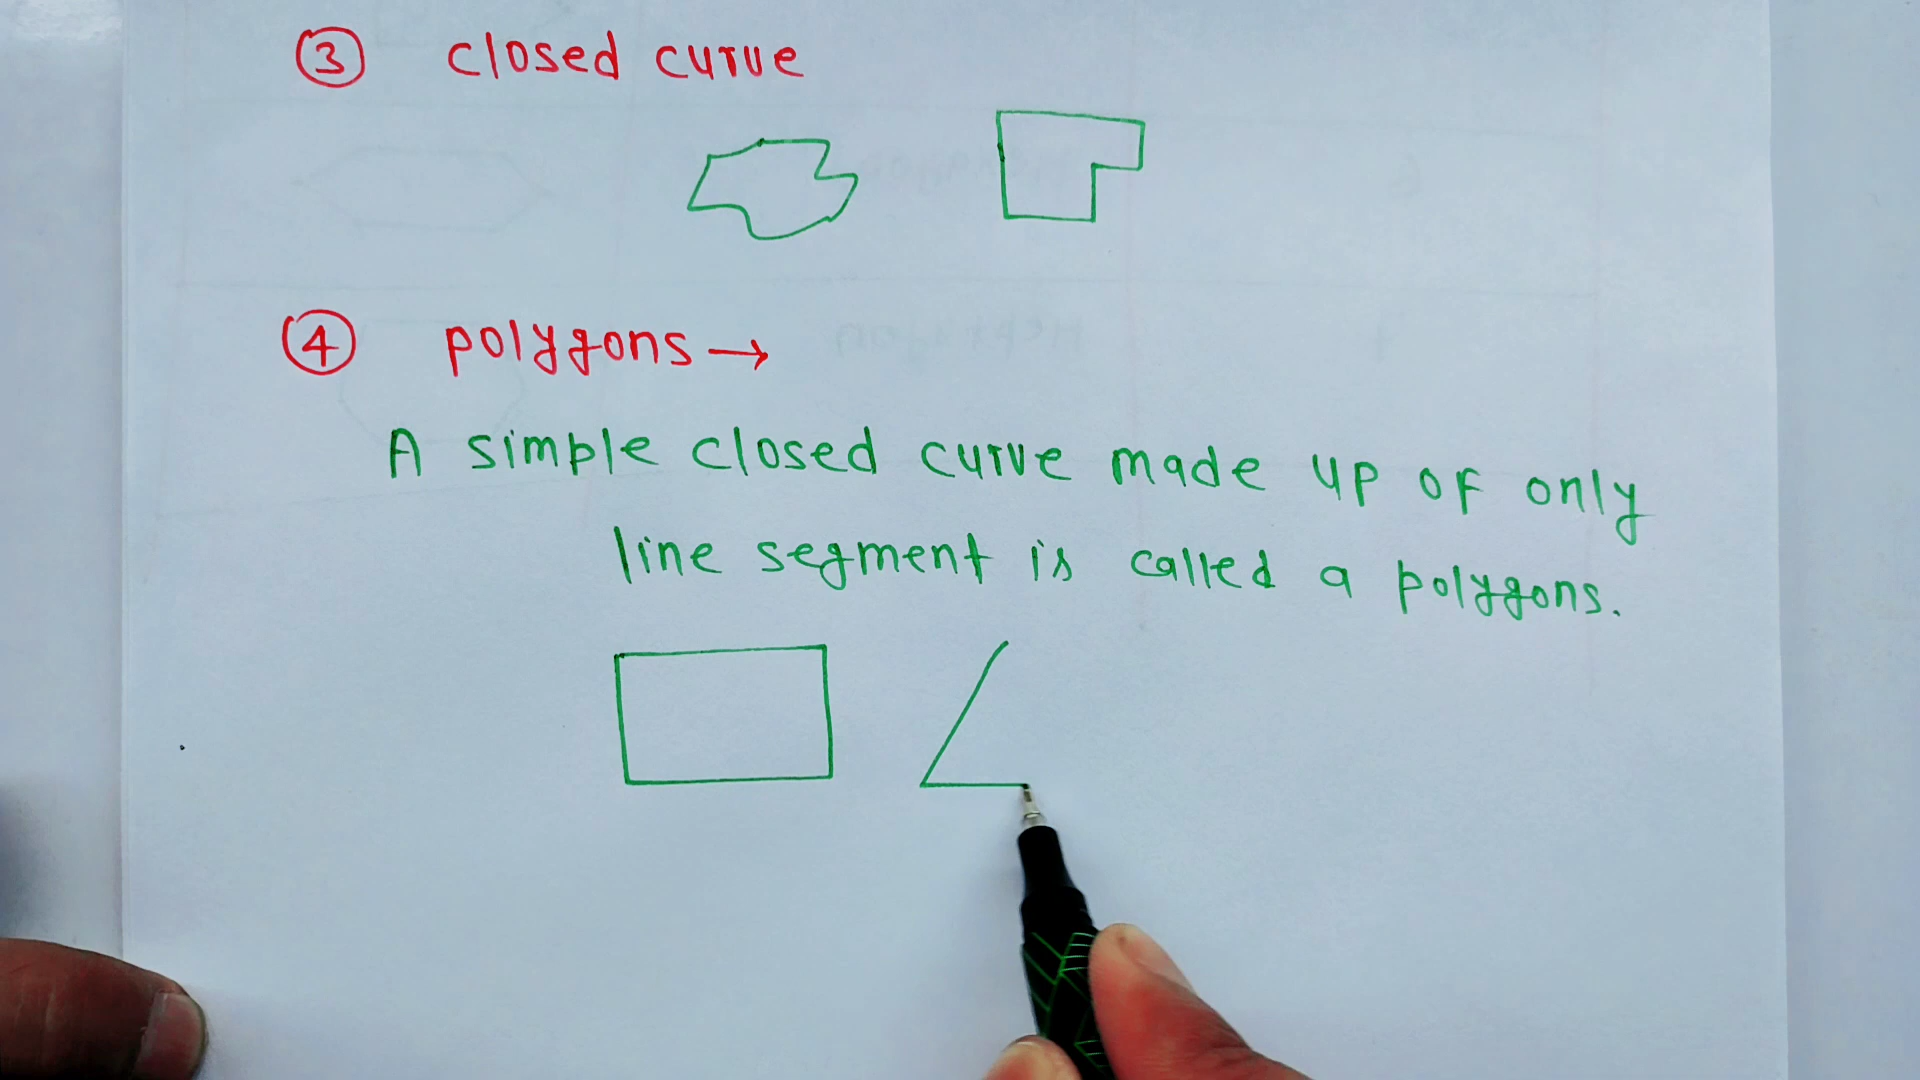 ③ closed curve
④ polygons →
A simple closed curve made up of only
line segment is called a polygons.